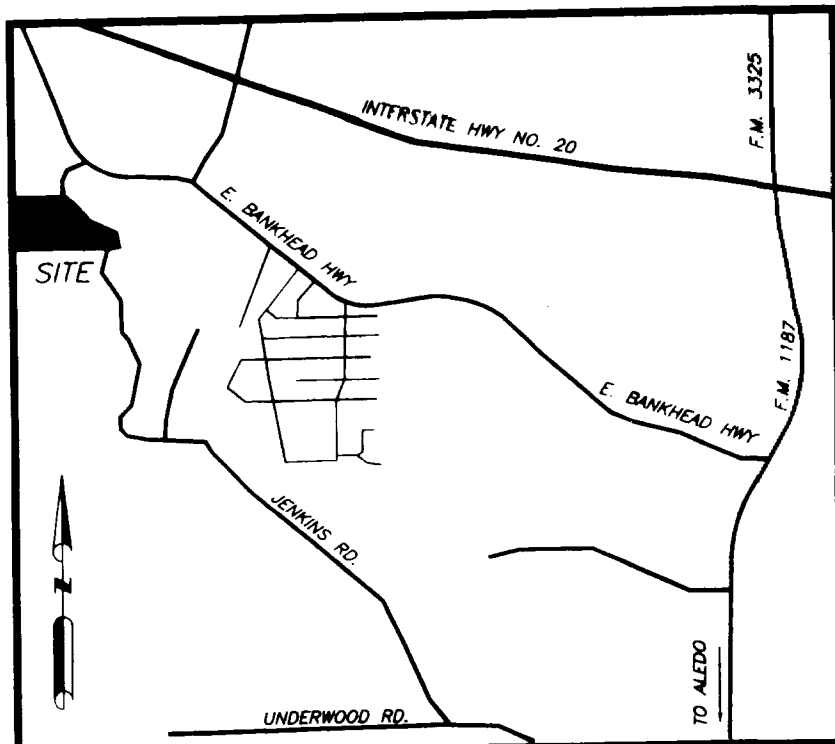 F.M. 3325
INTERSTATE HWY NO. 20
E. BANKHEAD HWY
SITE
F.M. 1187
E. BANKHEAD HWY
JENKINS RD.
N
TO ALEDO
UNDERWOOD RD.